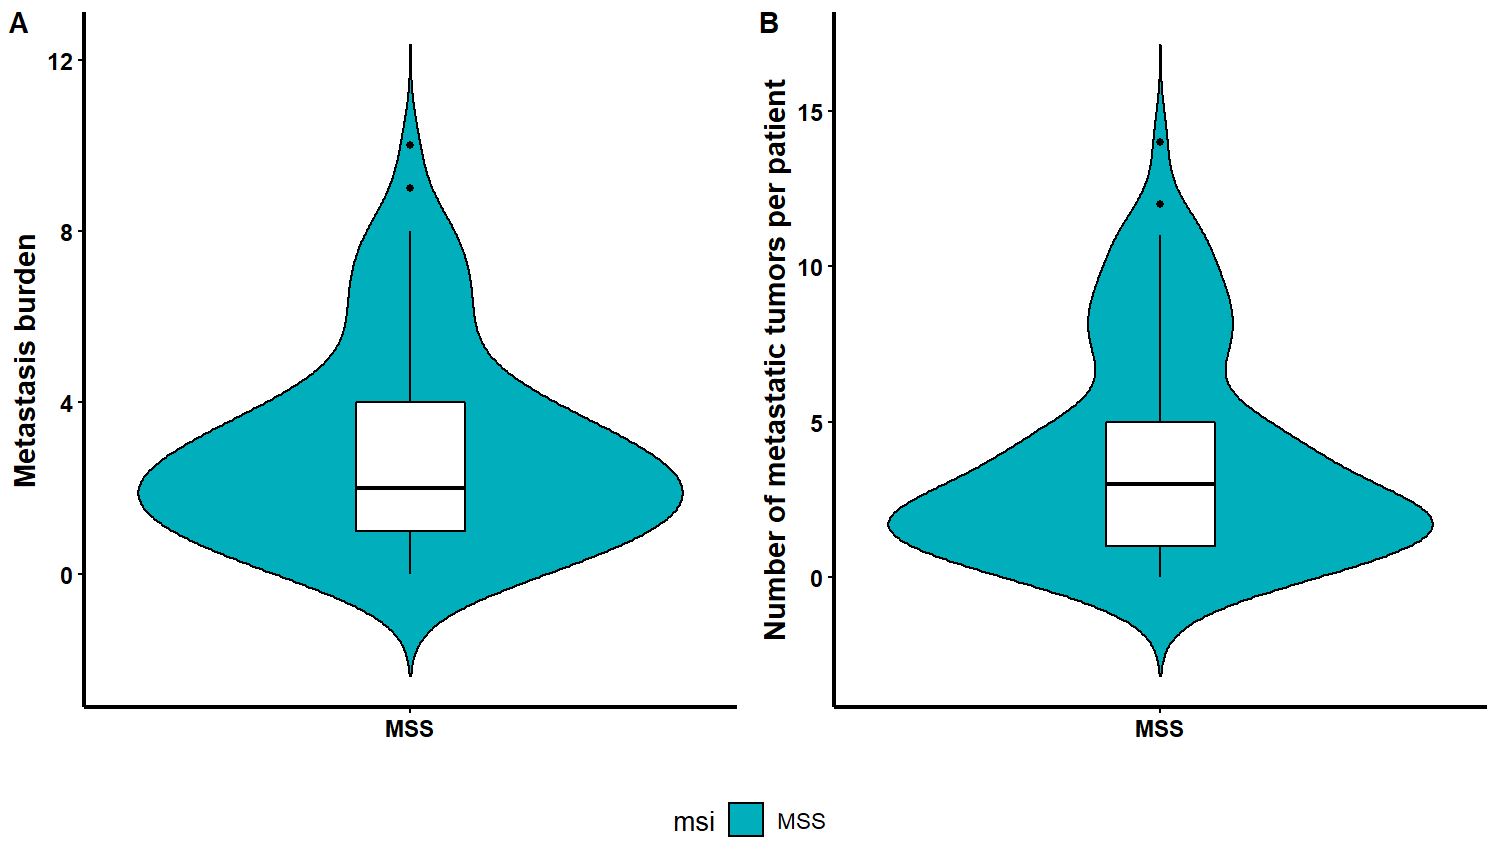 A
Metastasis burden
12
8
4
0
MSS
B
Number of metastatic tumors per patient
15
10
5
0
MSS
msi MSS